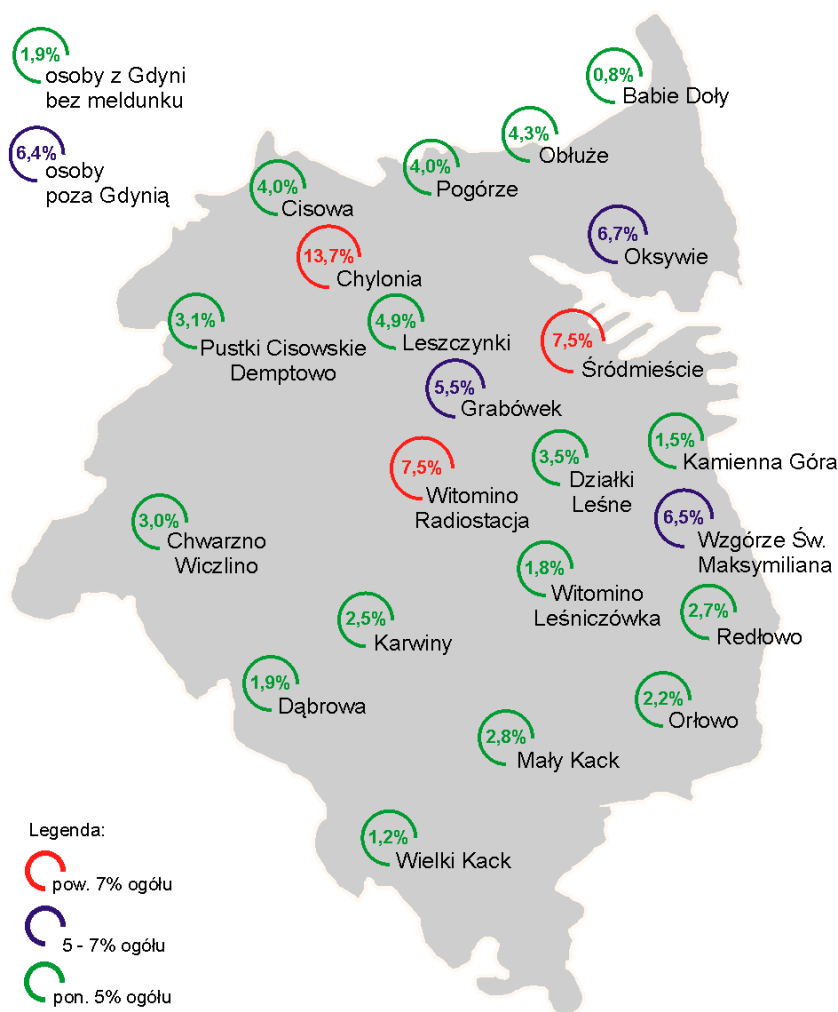 1,9%
osoby z Gdyni
bez meldunku
6,4%
osoby
poza Gdynią
0,8%
Babie Doły
4,3%
Obłuże
4,0%
Pogórze
4,0%
Cisowa
6,7%
Oksywie
13,7%
Chylonia
3,1%
Pustki Cisowskie
Demptowo
4,9%
Leszczynki
7,5%
Śródmieście
5,5%
Grabówek
1,5%
Kamienna Góra
7,5%
Witomino
Radiostacja
3,5%
Działki
Leśne
6,5%
Wzgórze Św.
Maksymiliana
3,0%
Chwarzno
Wiczlino
1,8%
Witomino
Leśniczówka
2,7%
Redłowo
2,5%
Karwiny
1,9%
Dąbrowa
2,2%
Orłowo
2,8%
Mały Kack
1,2%
Wielki Kack
Legenda:
pow. 7% ogółu
5 - 7% ogółu
pon. 5% ogółu